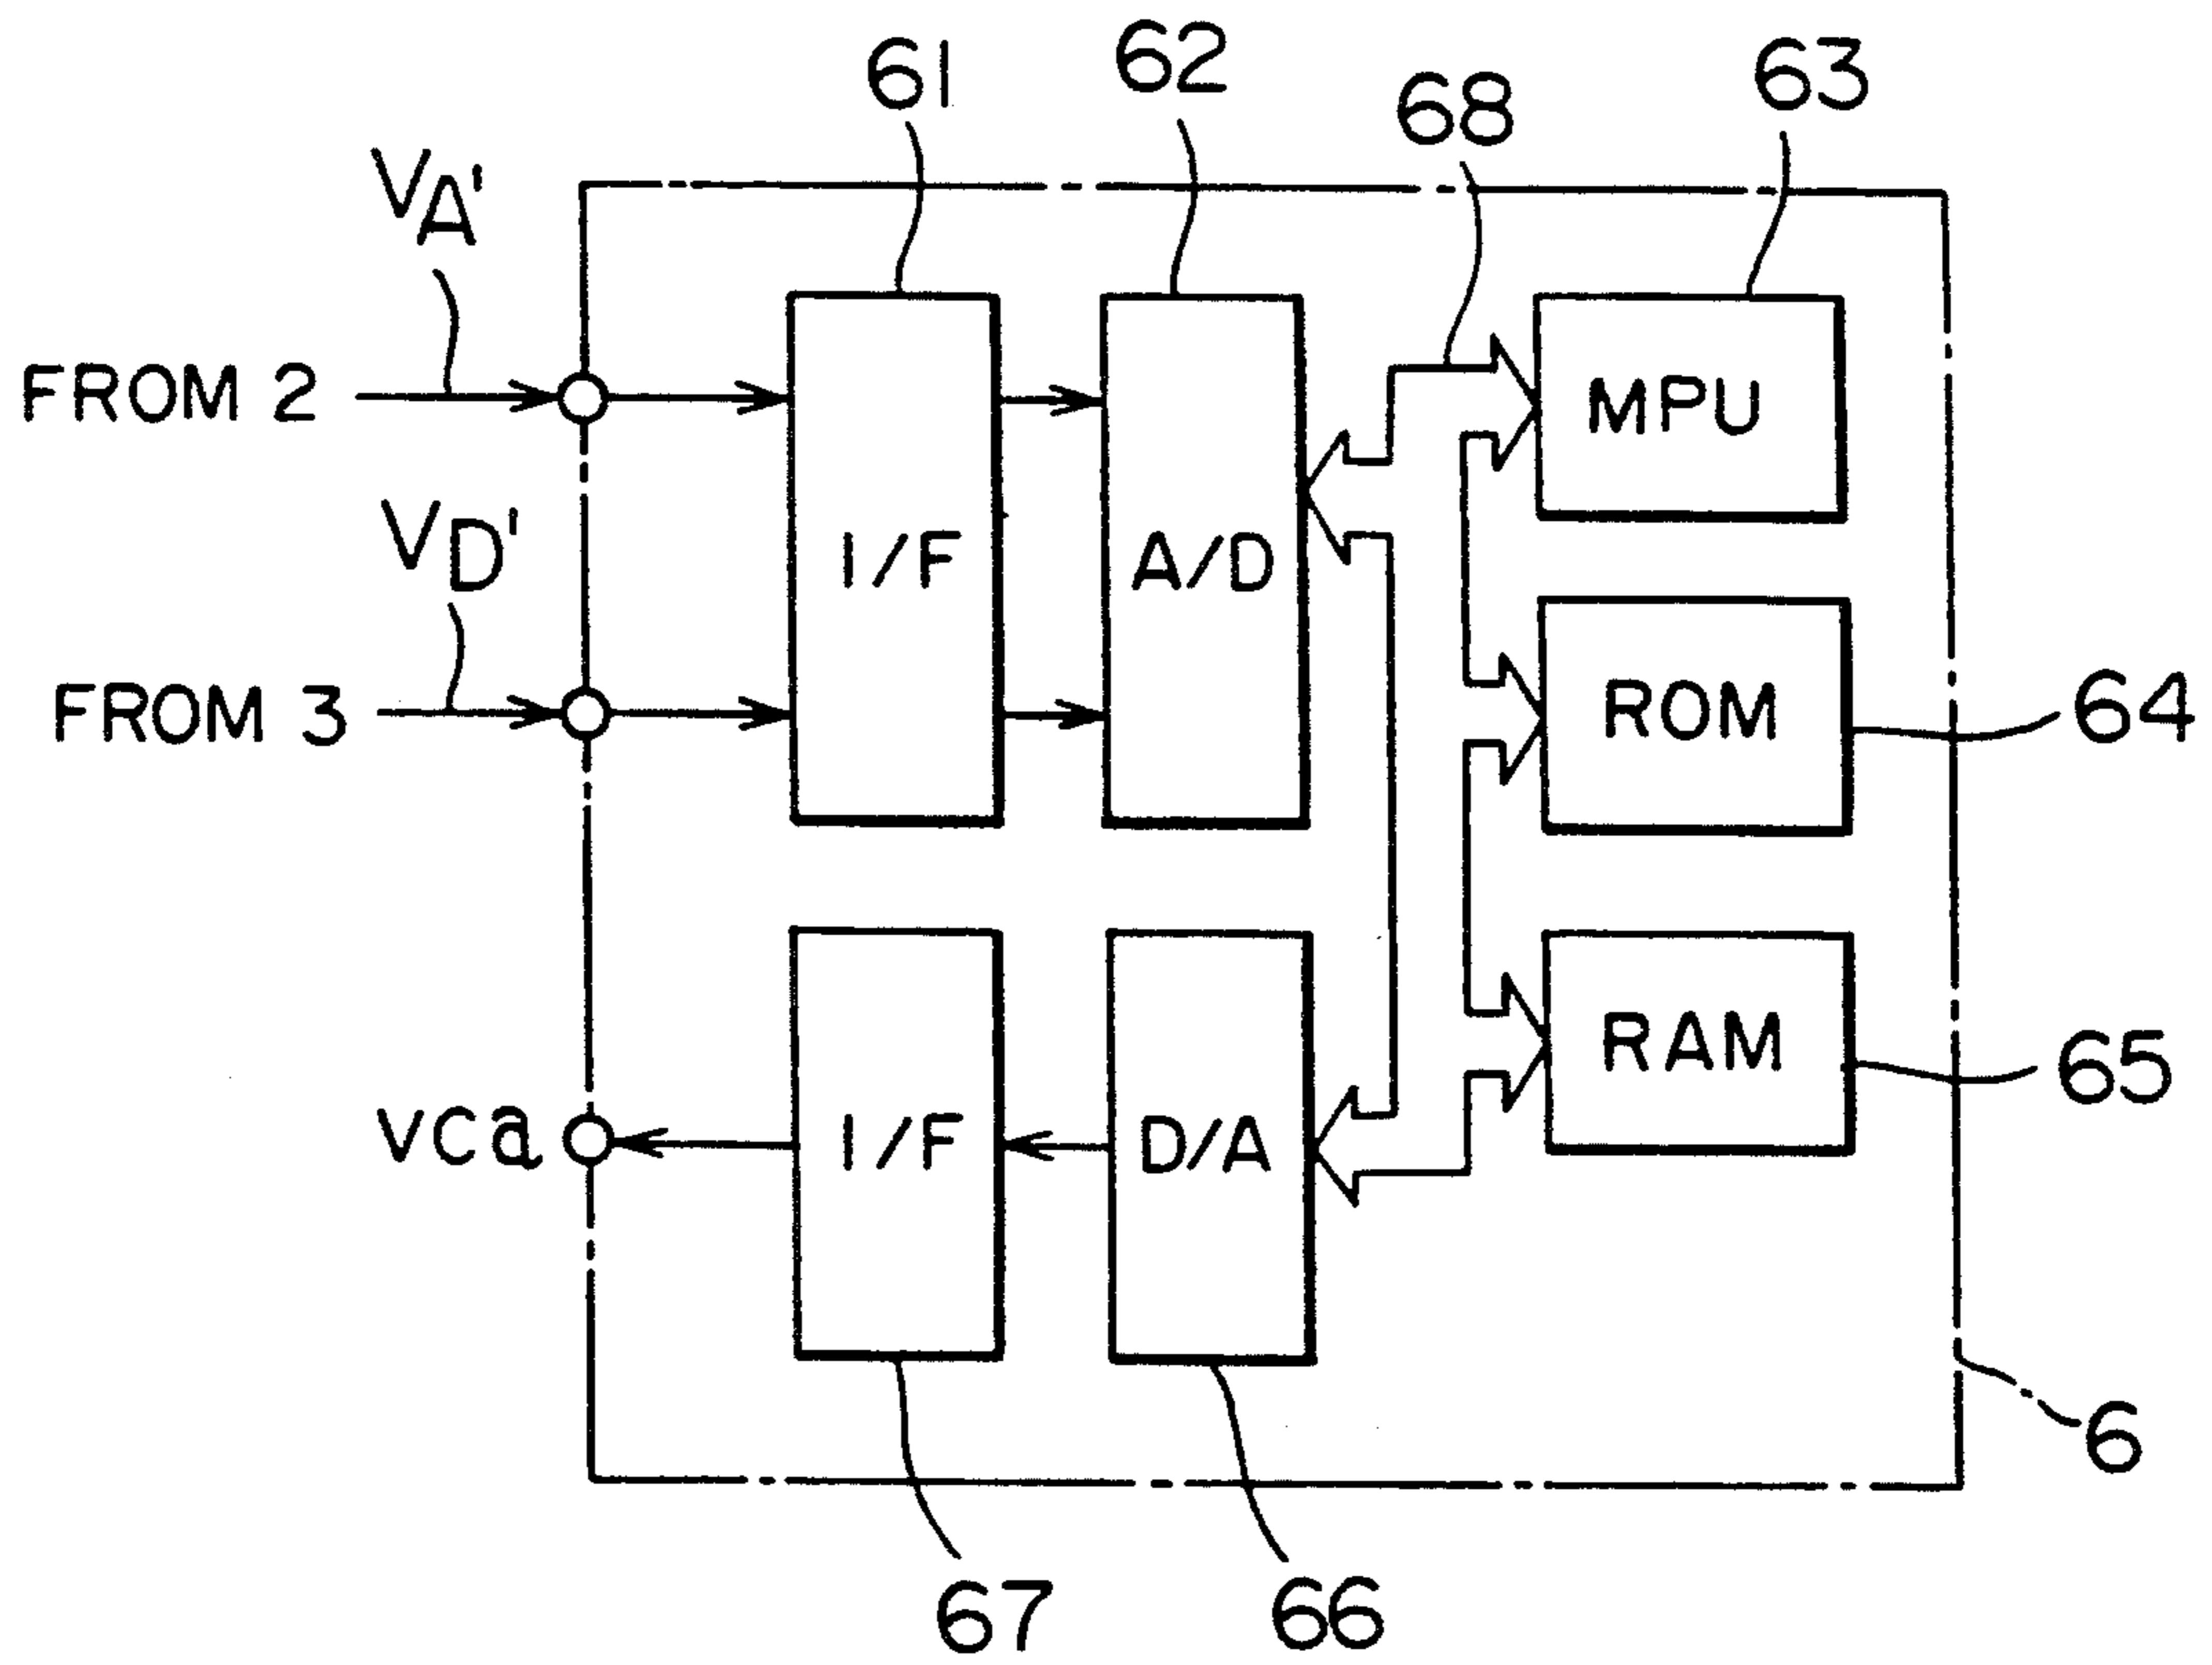 61
62
68
63
VA'
FROM 2
MPU
VD'
I/F
A/D
FROM 3
ROM
64
vca
I/F
D/A
RAM
65
6
67
66